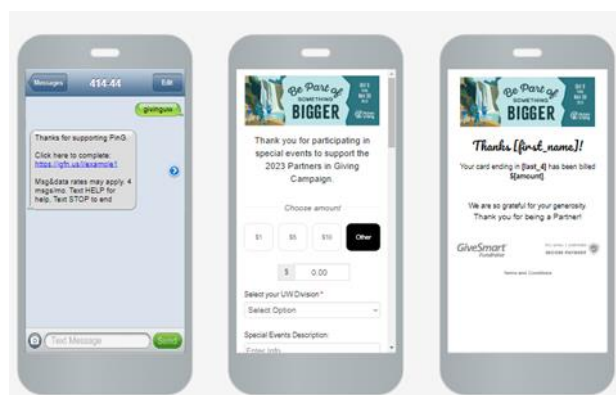 Messages
414-44
Edit
givinguw
Thanks for supporting PinG.
Click here to complete:
https://igfn.us/l/example1
Msg&data rates may apply. 4
msgs/mo. Text HELP for
help, Text STOP to end
Text Message
Send
Be Part of
SOMETHING
BIGGER
Thank you for participating in
special events to support the
2023 Partners in Giving
Campaign.
Choose amount
$1
$5
$10
Other
$ 0.00
Select your UW Division *
Select Option
Special Events Description:
Enter Info
Be Part of
SOMETHING
BIGGER
Thanks [first_name]!
Your card ending in [last_4] has been billed
$[amount].
We are so grateful for your generosity.
Thank you for being a Partner!
GiveSmart
Fundraise
Terms and Conditions